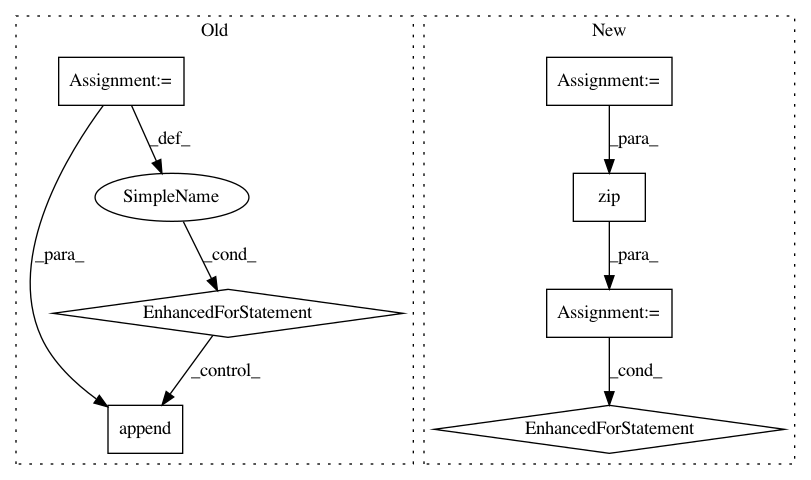 Old
New
Assignment:=
Assignment:=
_def_
_para_
SimpleName
zip
_para_
_cond_
_para_
EnhancedForStatement
Assignment:=
_control_
_cond_
append
EnhancedForStatement